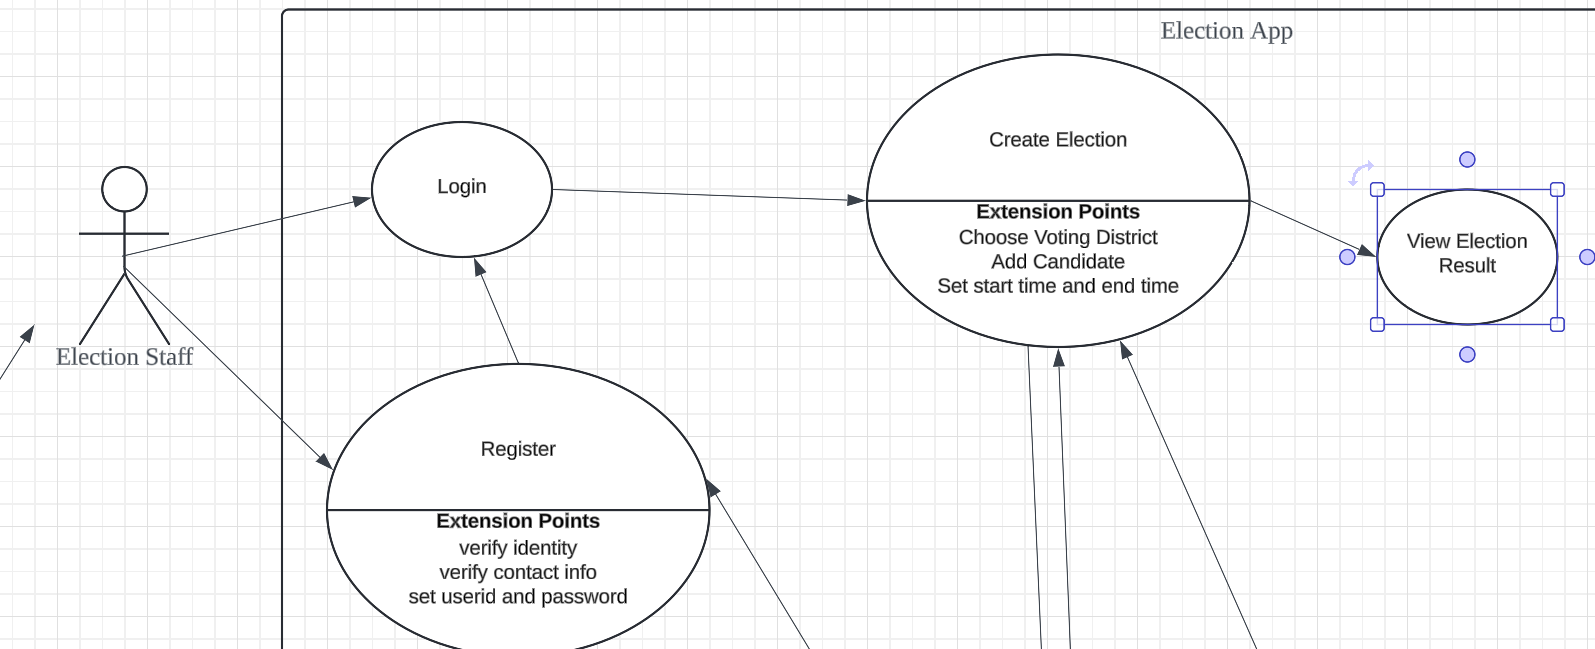 Election App
Create Election
Login
Extension Points
Choose Voting District
Add Candidate
Set start time and end time
View Election
Result
Election Staff
Register
Extension Points
verify identity
verify contact info
set userid and password